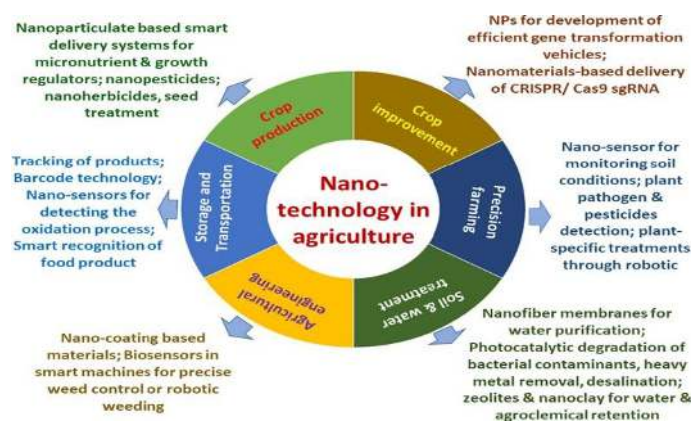 Nanoparticulate based smart
delivery systems for
micronutrient & growth
regulators; nanopesticides;
nanoherbicides, seed
treatment
NPs for development of
efficient gene transformation
vehicles;
Nanomaterials-based delivery
of CRISPR/ Cas9 sgRNA
Crop
production
Crop
improvement
Tracking of products;
Barcode technology;
Nano-sensors for
detecting the
oxidation process;
Smart recognition of
food product
Storage and
Transportation
Nano-
technology in
agriculture
Precision
farming
Nano-sensor for
monitoring soil
conditions; plant
pathogen &
pesticides
detection; plant-
specific treatments
through robotic
Agricultural
engineering
Soil & water
treatment
Nano-coating based
materials; Biosensors in
smart machines for precise
weed control or robotic
weeding
Nanofiber membranes for
water purification;
Photocatalytic degradation of
bacterial contaminants, heavy
metal removal, desalination;
zeolites & nanoclay for water &
agroclemical retention